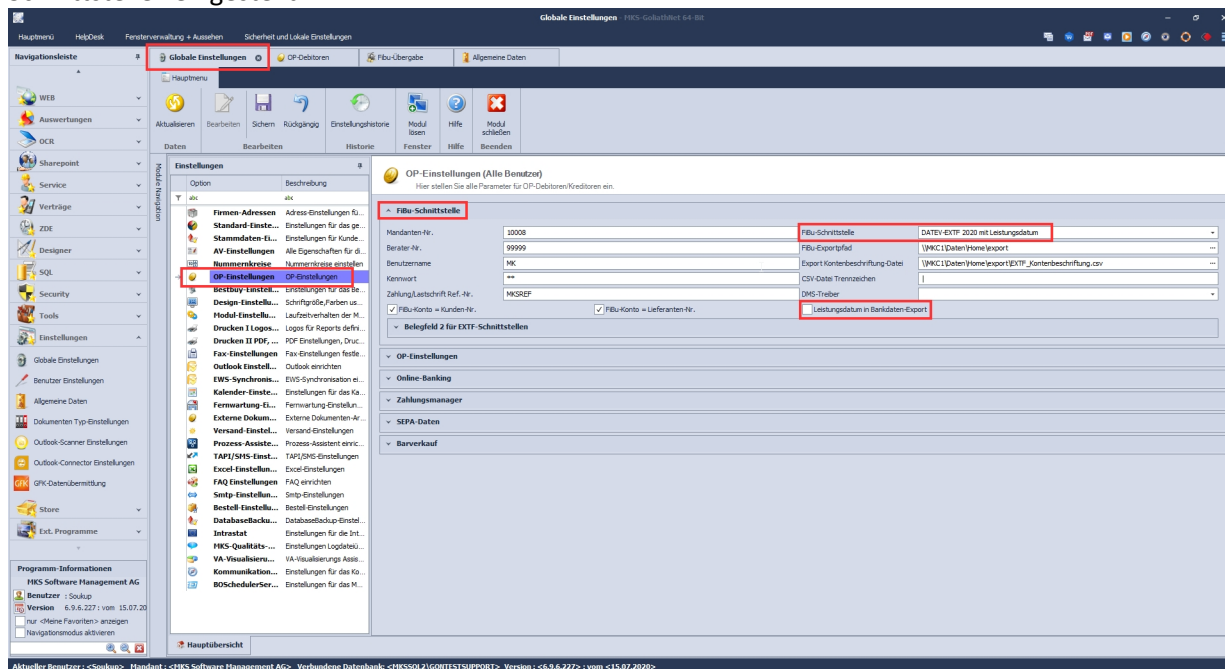 Globale Einstellungen - MKS-GoliathNet 64-Bit
Hauptmenü HelpDesk Fensterverwaltung + Aussehen Sicherheit und Lokale Einstellungen
Navigationsleiste
Globale Einstellungen OP-Debitoren Fibu-Übergabe Allgemeine Daten
Hauptmenu
Aktualisieren Bearbeiten Sichern Rückgängig Einstellungshistorie Modul lösen Hilfe Modul schließen
Daten Bearbeiten Historie Fenster Hilfe Beenden
WEB
Auswertungen
OCR
Sharepoint
Service
Verträge
ZDE
Designer
SQL
Security
Tools
Einstellungen
Globale Einstellungen
Benutzer Einstellungen
Allgemeine Daten
Dokumenten Typ-Einstellungen
Outlook-Scanner Einstellungen
Outlook-Connector Einstellungen
GFK GFK-Datenübermittlung
Store
Ext. Programme
Programm-Informationen
MKS Software Management AG
Benutzer : Soukup
Version 6.9.6.227 : vom 15.07.20
nur <Meine Favoriten> anzeigen
Navigationsmodus aktivieren
Module Navigation
Einstellungen
Option Beschreibung
Firmen-Adressen Adress-Einstellungen fü...
Standard-Einste... Einstellungen für das ge...
Stammdaten-Ei... Einstellungen für Kunde...
AV-Einstellungen Alle Eigenschaften für di...
Nummernkreise Nummernkreise einstellen
OP-Einstellungen OP-Einstellungen
Bestbuy-Einstell... Einstellungen für das Be...
Design-Einstellu... Schriftgröße,Farben us...
Modul-Einstellu... Laufzeitverhalten der M...
Drucken I Logos... Logos für Reports defini...
Drucken II PDF, ... PDF Einstellungen, Druc...
Fax-Einstellungen Fax-Einstellungen festle...
Outlook Einstell... Outlook einrichten
EWS-Synchronis... EWS-Synchronisation ei...
Kalender-Einste... Einstellungen für das Ka...
Fernwartung-Ei... Fernwartung-Einstellun...
Externe Dokum... Externe Dokumenten-Ar...
Versand-Einstel... Versand-Einstellungen
Prozess-Assiste... Prozess-Assistent einric...
TAPI/SMS-Einst... TAPI/SMS-Einstellungen
Excel-Einstellun... Excel-Einstellungen
FAQ Einstellungen FAQ einrichten
Smtp-Einstellun... Smtp-Einstellungen
Bestell-Einstellu... Bestell-Einstellungen
DatabaseBacku... DatabaseBackup-Einstel...
Intrastat Einstellungen für die Int...
MKS-Qualitäts-... Einstellungen Logdateiü...
VA-Visualisieru... VA-Visualisierungs Assis...
Kommunikation... Einstellungen für das Ko...
BOSchedulerSer... Einstellungen für das M...
Hauptübersicht
OP-Einstellungen (Alle Benutzer)
Hier stellen Sie alle Parameter für OP-Debitoren/Kreditoren ein.
FiBu-Schnittstelle
Mandanten-Nr. 10008 FiBu-Schnittstelle DATEV-EXTF 2020 mit Leistungsdatum
Berater-Nr. 99999 FiBu-Exportpfad \\MKC1\Daten\Home\export
Benutzername MK Export Kontenbeschriftung-Datei \\MKC1\Daten\Home\export\EXTF_Kontenbeschriftung.csv
Kennwort ** CSV-Datei Trennzeichen |
Zahlung/Lastschrift Ref.-Nr. MKSREF DMS-Treiber
FiBu-Konto = Kunden-Nr. FiBu-Konto = Lieferanten-Nr. Leistungsdatum in Bankdaten-Export
Belegfeld 2 für EXTF-Schnittstellen
OP-Einstellungen
Online-Banking
Zahlungsmanager
SEPA-Daten
Barverkauf
Aktueller Benutzer : <Soukup> Mandant : <MKS Software Management AG> Verbundene Datenbank: <MKSSQL2\GONTESTSUPPORT> Version : <6.9.6.227> : vom <15.07.2020>